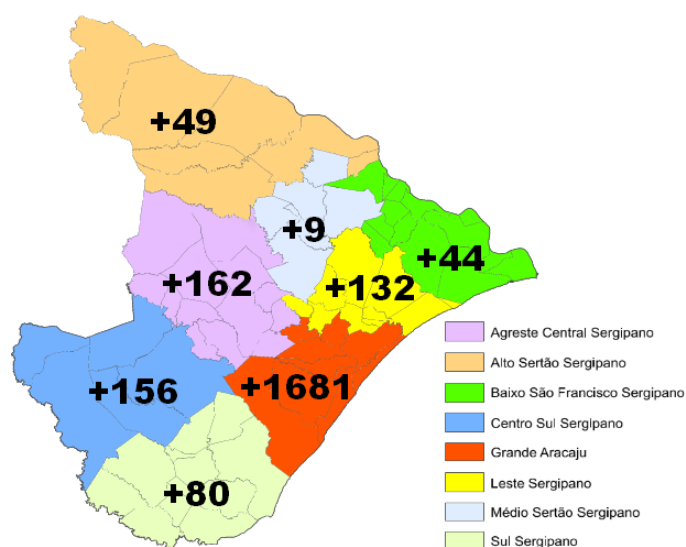 +49
+9
+44
+162
+132
+156
+1681
+80
Agreste Central Sergipano
Alto Sertão Sergipano
Baixo São Francisco Sergipano
Centro Sul Sergipano
Grande Aracaju
Leste Sergipano
Médio Sertão Sergipano
Sul Sergipano